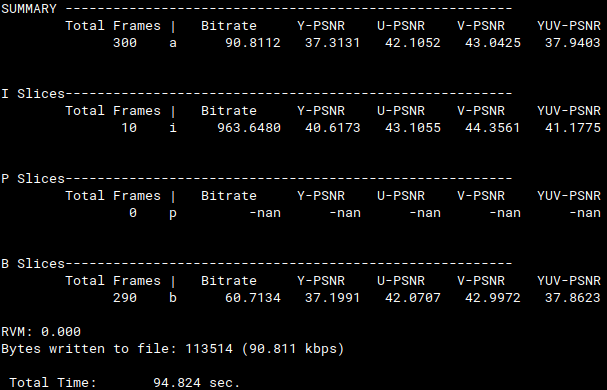 SUMMARY --------------------------------------------------------
Total Frames | Bitrate Y-PSNR U-PSNR V-PSNR YUV-PSNR
300 a 90.8112 37.3131 42.1052 43.0425 37.9403
I Slices--------------------------------------------------------
Total Frames | Bitrate Y-PSNR U-PSNR V-PSNR YUV-PSNR
10 i 963.6480 40.6173 43.1055 44.3561 41.1775
P Slices--------------------------------------------------------
Total Frames | Bitrate Y-PSNR U-PSNR V-PSNR YUV-PSNR
0 p -nan -nan -nan -nan -nan
B Slices--------------------------------------------------------
Total Frames | Bitrate Y-PSNR U-PSNR V-PSNR YUV-PSNR
290 b 60.7134 37.1991 42.0707 42.9972 37.8623
RVM: 0.000
Bytes written to file: 113514 (90.811 kbps)
Total Time: 94.824 sec.